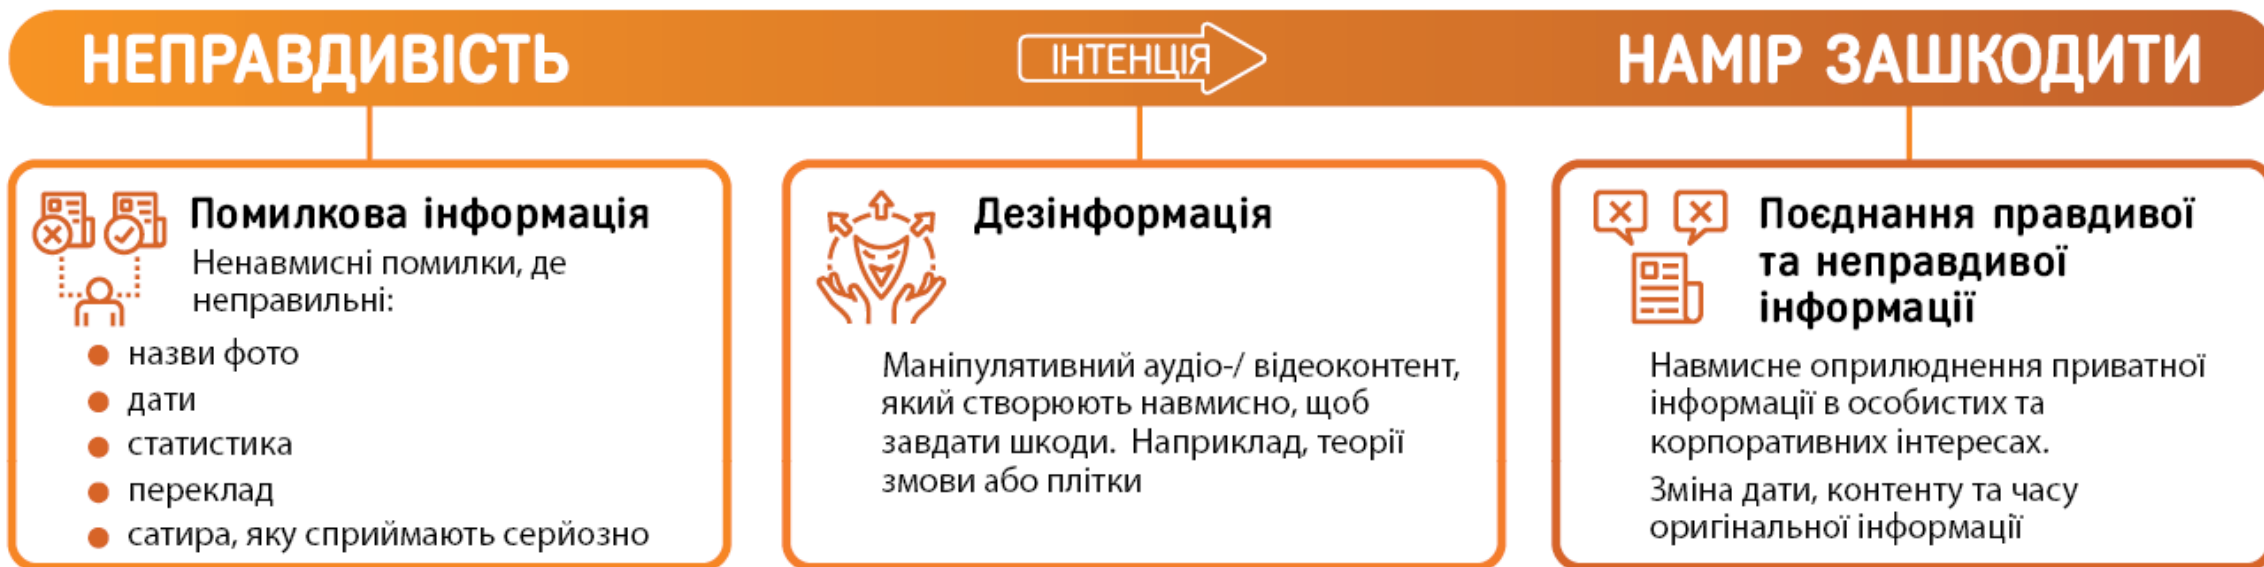 НЕПРАВДИВІСТЬ
ІНТЕНЦІЯ
НАМІР ЗАШКОДИТИ
Помилкова інформація
Ненавмисні помилки, де
неправильні:
назви фото
дати
статистика
переклад
сатира, яку сприймають серйозно
Дезінформація
Маніпулятивний аудіо-/ відеоконтент,
який створюють навмисно, щоб
завдати шкоди. Наприклад, теорії
змови або плітки
Поєднання правдивої
та неправдивої
інформації
Навмисне оприлюднення приватної
інформації в особистих та
корпоративних інтересах.
Зміна дати, контенту та часу
оригінальної інформації